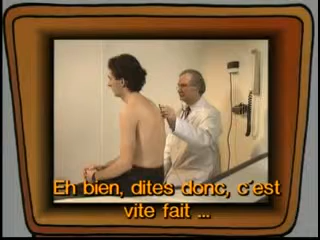 Eh bien, dites donc, c'est
vite fait ...